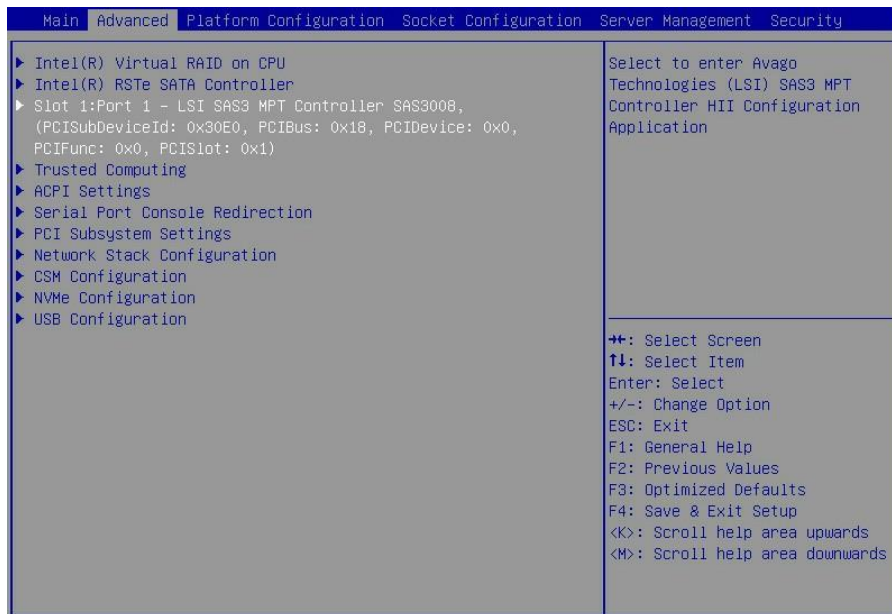 Main Advanced Platform Configuration Socket Configuration Server Management Security
Intel(R) Virtual RAID on CPU
Intel(R) RSTe SATA Controller
Slot 1:Port 1 - LSI SAS3 MPT Controller SAS3008,
(PCISubDeviceId: 0x30E0, PCIBus: 0x18, PCIDevice: 0x0,
PCIFunc: 0x0, PCISlot: 0x1)
Trusted Computing
ACPI Settings
Serial Port Console Redirection
PCI Subsystem Settings
Network Stack Configuration
CSM Configuration
NVMe Configuration
USB Configuration
Select to enter Avago
Technologies (LSI) SAS3 MPT
Controller HII Configuration
Application
→←: Select Screen
↑↓: Select Item
Enter: Select
+/-: Change Option
ESC: Exit
F1: General Help
F2: Previous Values
F3: Optimized Defaults
F4: Save & Exit Setup
<K>: Scroll help area upwards
<M>: Scroll help area downwards